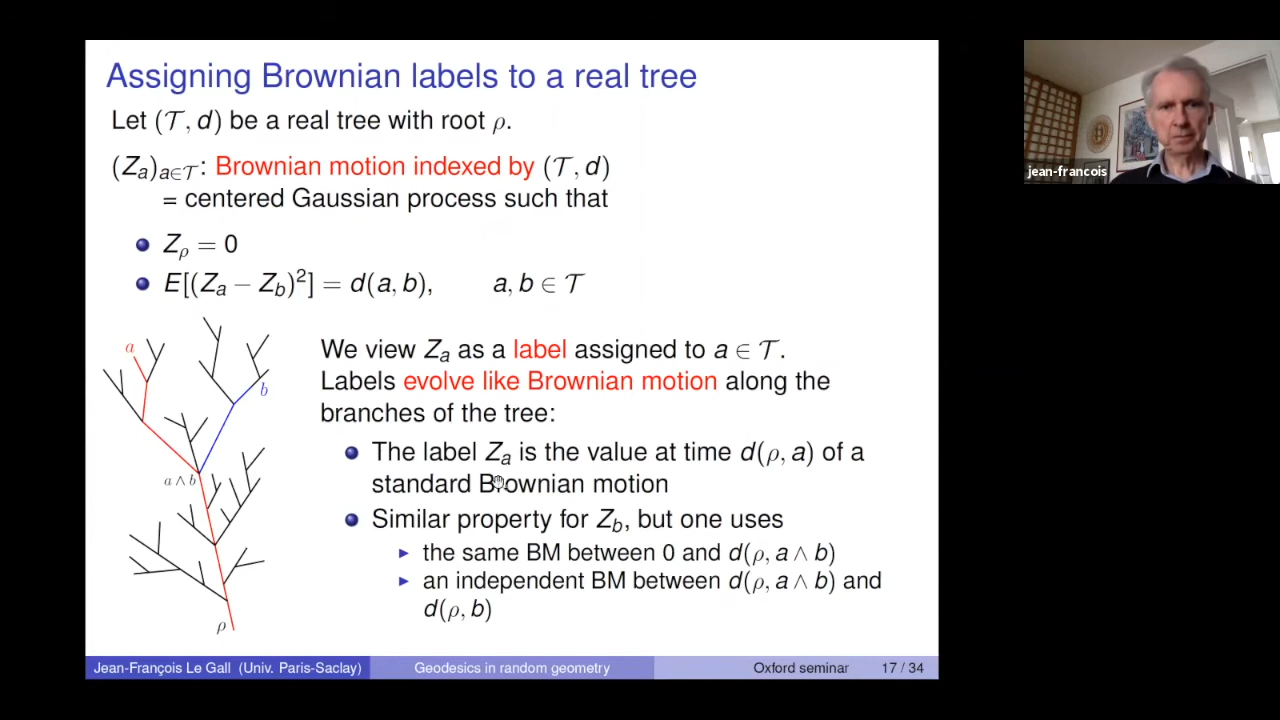 Assigning Brownian labels to a real tree
Let (𝒯, d) be a real tree with root ρ.
(Z_a)_{a∈𝒯}: Brownian motion indexed by (𝒯, d)
= centered Gaussian process such that
Z_ρ = 0
E[(Z_a − Z_b)²] = d(a, b), a, b ∈ 𝒯
We view Z_a as a label assigned to a ∈ 𝒯.
Labels evolve like Brownian motion along the
branches of the tree:
The label Z_a is the value at time d(ρ, a) of a
standard Brownian motion
Similar property for Z_b, but one uses
▶ the same BM between 0 and d(ρ, a ∧ b)
▶ an independent BM between d(ρ, a ∧ b) and
d(ρ, b)
a
b
a ∧ b
ρ
Jean-François Le Gall (Univ. Paris-Saclay) Geodesics in random geometry Oxford seminar 17 / 34
jean-francois